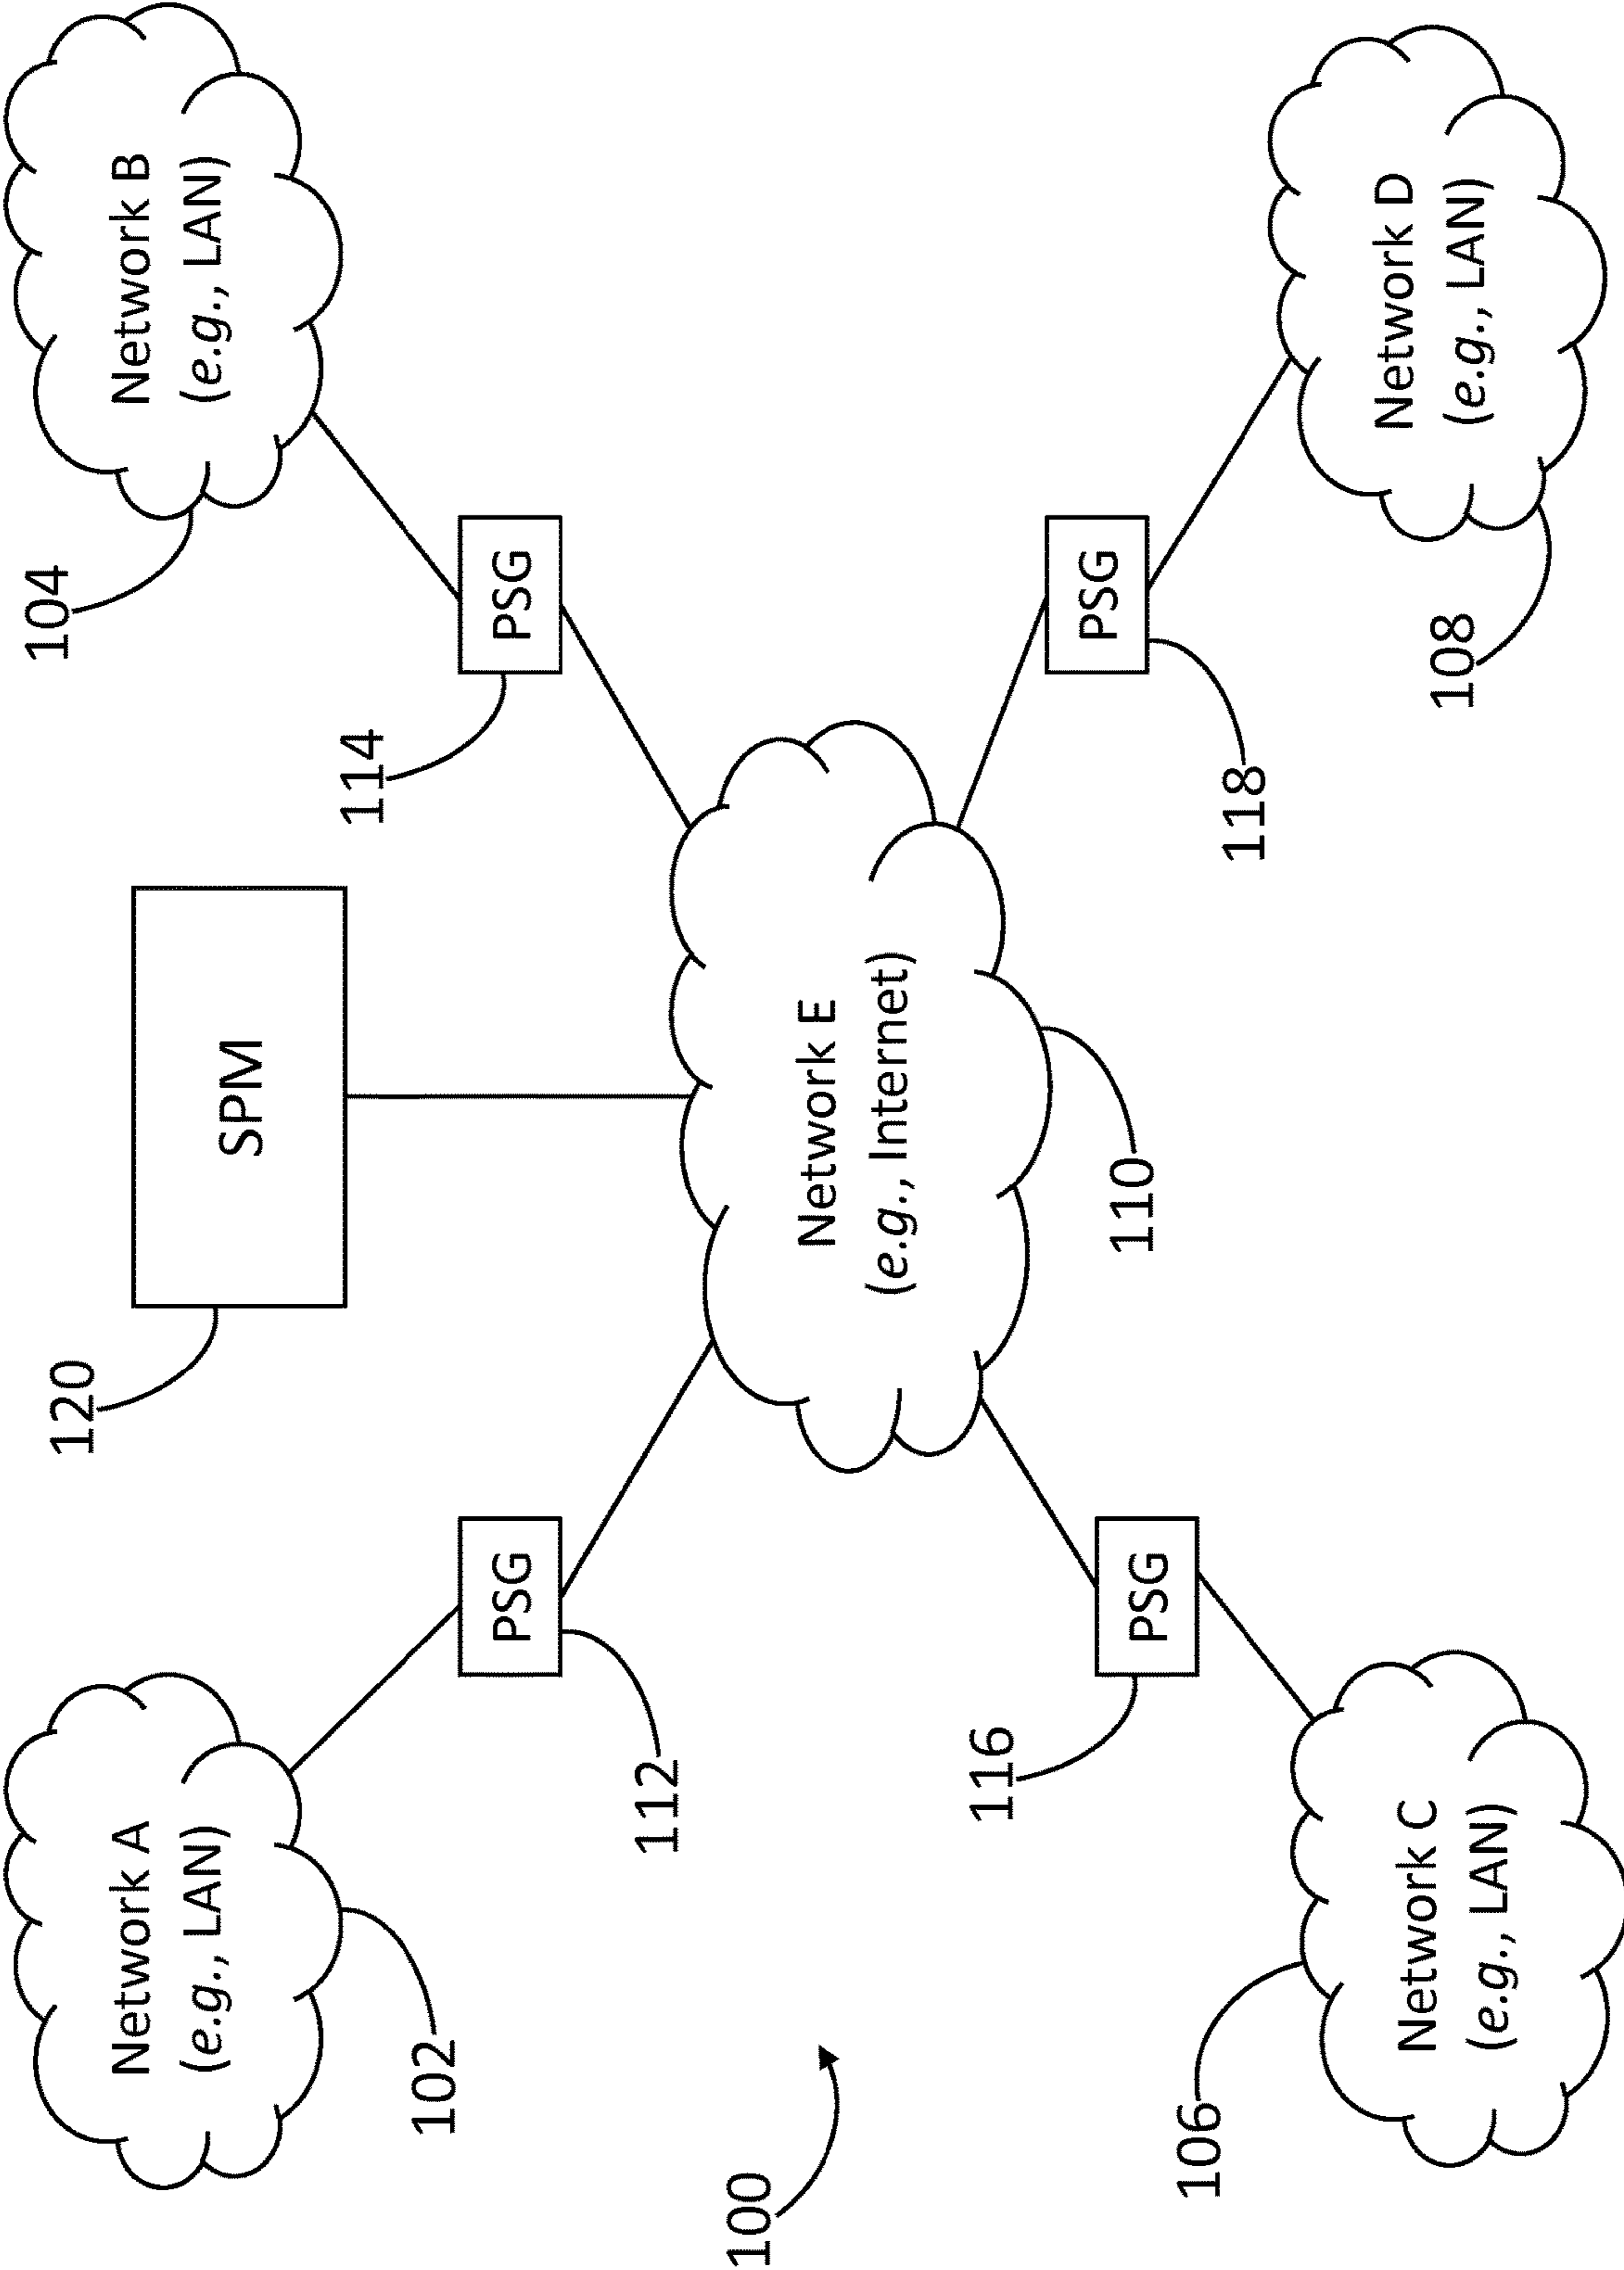 120
SPM
104
Network B
(e.g., LAN)
Network A
(e.g., LAN)
102
114
PSG
PSG
112
Network E
(e.g., Internet)
110
100
116
PSG
PSG
118
106
Network C
(e.g., LAN)
Network D
(e.g., LAN)
108